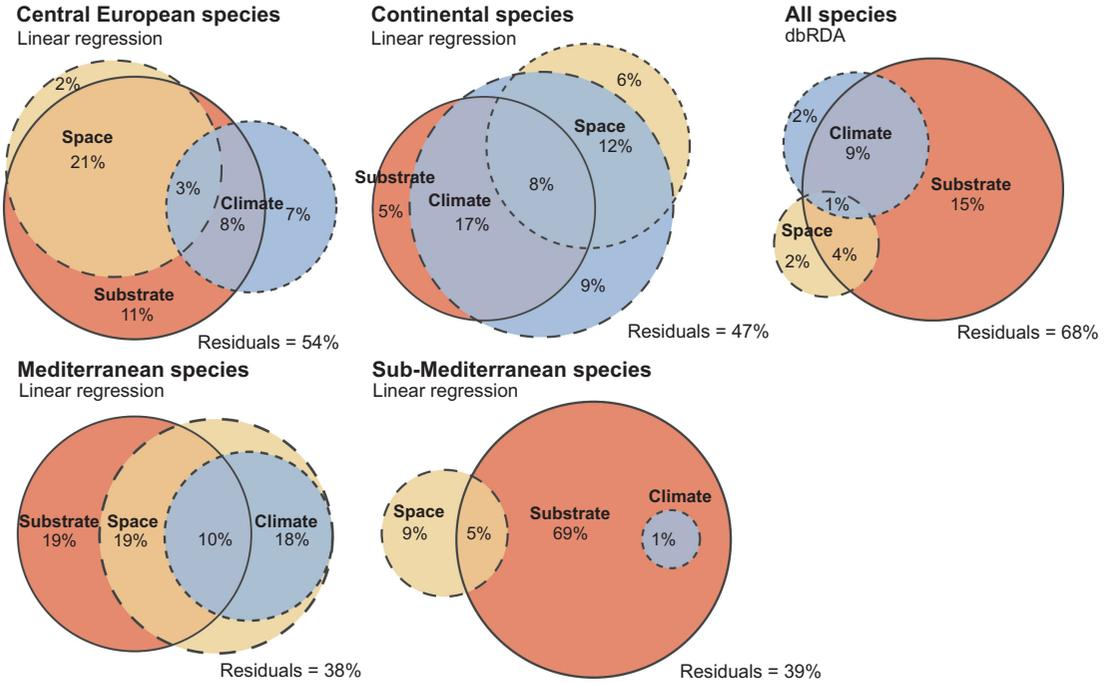 Central European species
Linear regression
2%
Space
21%
3%
Climate
7%
8%
Substrate
11%
Residuals = 54%
Continental species
Linear regression
6%
Space
12%
Substrate
8%
Climate
5%
17%
9%
Residuals = 47%
All species
dbRDA
2%
Climate
9%
Substrate
15%
1%
Space
2%
4%
Residuals = 68%
Mediterranean species
Linear regression
Substrate
19%
Space
19%
10%
Climate
18%
Residuals = 38%
Sub-Mediterranean species
Linear regression
Space
9%
5%
Substrate
69%
Climate
1%
Residuals = 39%